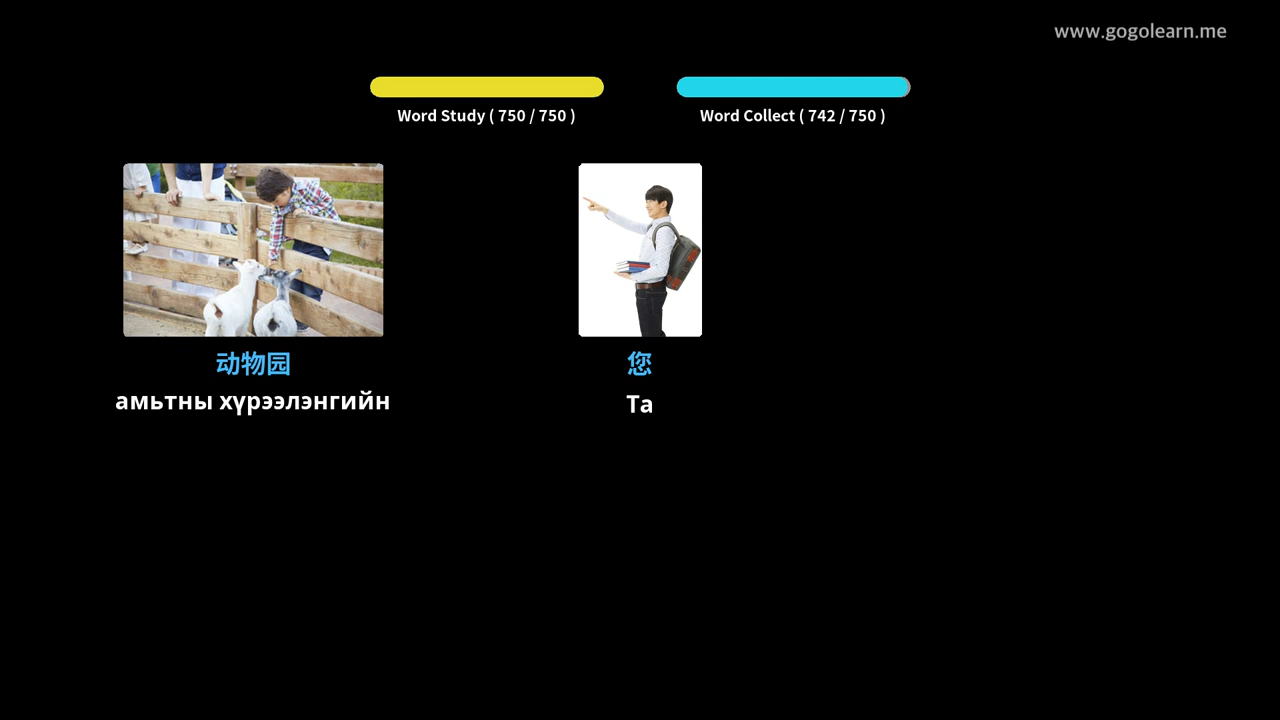 www.gogolearn.me
Word Study ( 750 / 750 )
Word Collect ( 742 / 750 )
动物园
амьтны хүрээлэнгийн
您
Та